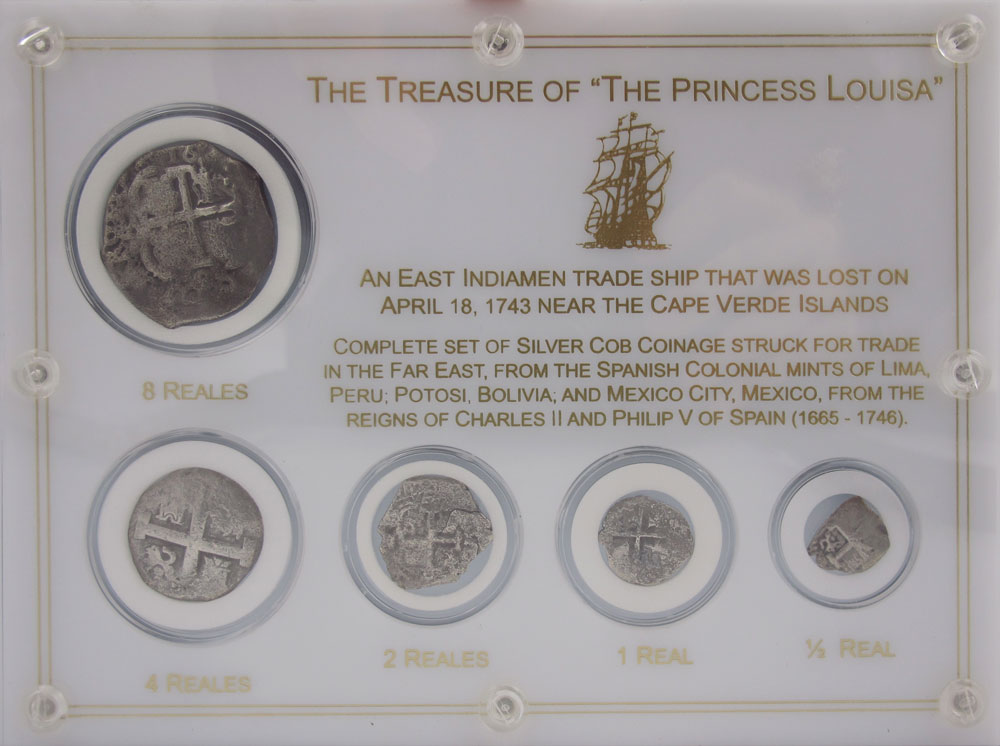 THE TREASURE OF “THE PRINCESS LOUISA”
AN EAST INDIAMEN TRADE SHIP THAT WAS LOST ON
APRIL 18, 1743 NEAR THE CAPE VERDE ISLANDS
COMPLETE SET OF SILVER COB COINAGE STRUCK FOR TRADE
IN THE FAR EAST, FROM THE SPANISH COLONIAL MINTS OF LIMA,
PERU; POTOSI, BOLIVIA; AND MEXICO CITY, MEXICO, FROM THE
REIGNS OF CHARLES II AND PHILIP V OF SPAIN (1665 - 1746).
8 REALES
4 REALES
2 REALES
1 REAL
½ REAL